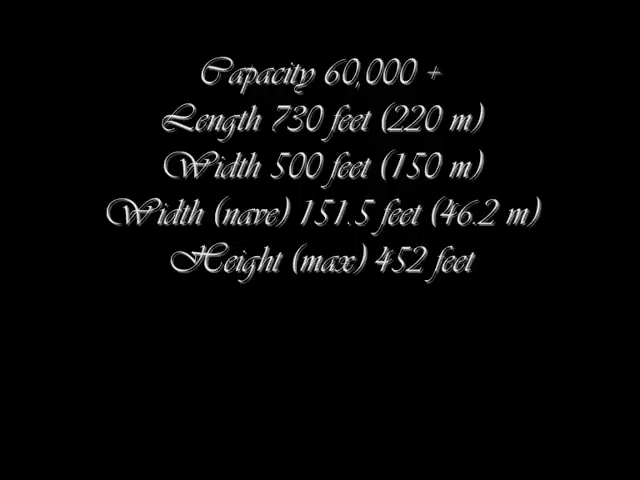 Capacity 60,000 +
Length 730 feet (220 m)
Width 500 feet (150 m)
Width (nave) 151.5 feet (46.2 m)
Height (max) 452 feet